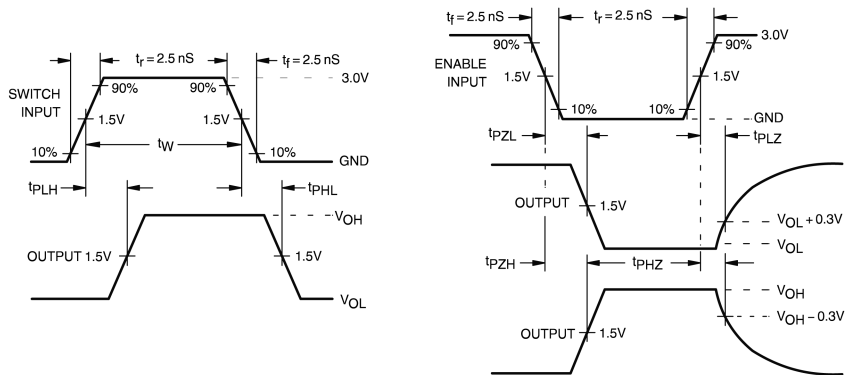 tr = 2.5 nS
tf = 2.5 nS
3.0V
90%
90%
SWITCH
INPUT
1.5V
1.5V
tW
10%
10%
GND
tPLH
tPHL
VOH
OUTPUT 1.5V
1.5V
VOL
tf = 2.5 nS
tr = 2.5 nS
3.0V
90%
90%
ENABLE
INPUT
1.5V
1.5V
10%
10%
GND
tPZL
tPLZ
OUTPUT
1.5V
VOL + 0.3V
VOL
tPZH
tPHZ
VOH
VOH – 0.3V
OUTPUT
1.5V